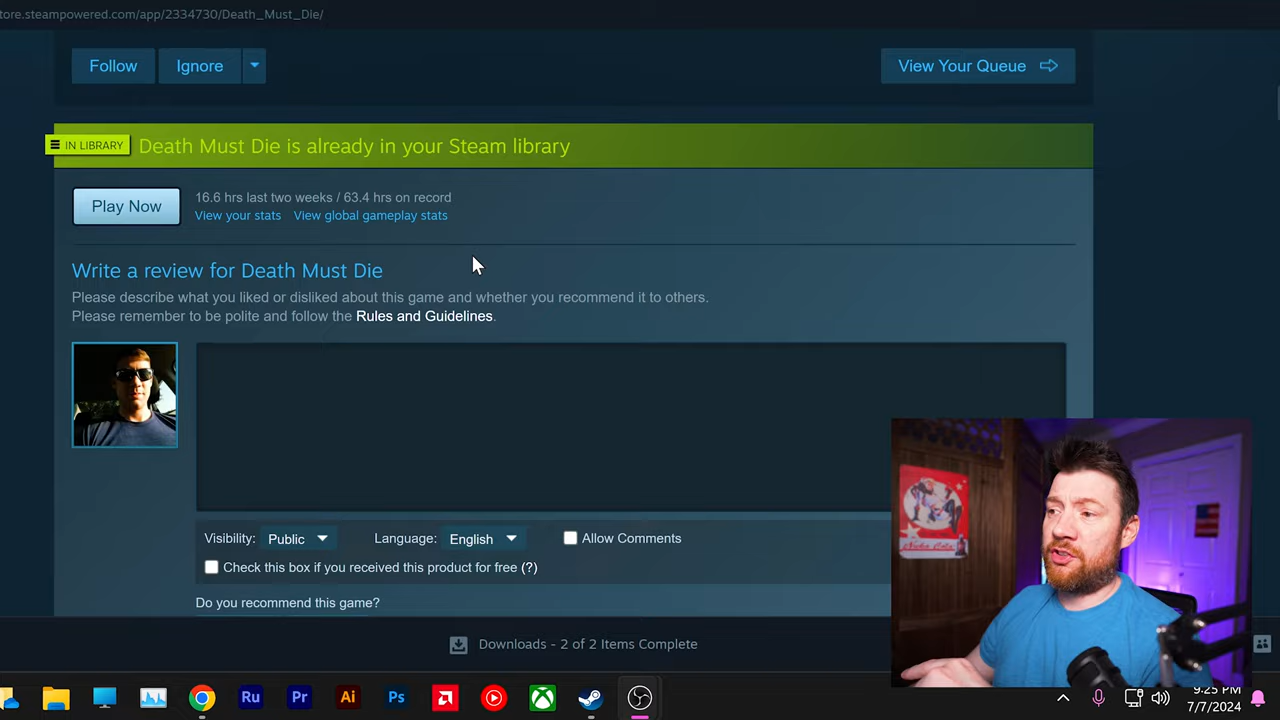 tore.steampowered.com/app/2334730/Death_Must_Die/
Follow
Ignore
View Your Queue
IN LIBRARY
Death Must Die is already in your Steam library
Play Now
16.6 hrs last two weeks / 63.4 hrs on record
View your stats
View global gameplay stats
Write a review for Death Must Die
Please describe what you liked or disliked about this game and whether you recommend it to others.
Please remember to be polite and follow the Rules and Guidelines.
Visibility:
Public
Language:
English
Allow Comments
Check this box if you received this product for free (?)
Do you recommend this game?
Downloads - 2 of 2 Items Complete
Ru
Pr
Ai
Ps
9:25 PM
7/7/2024